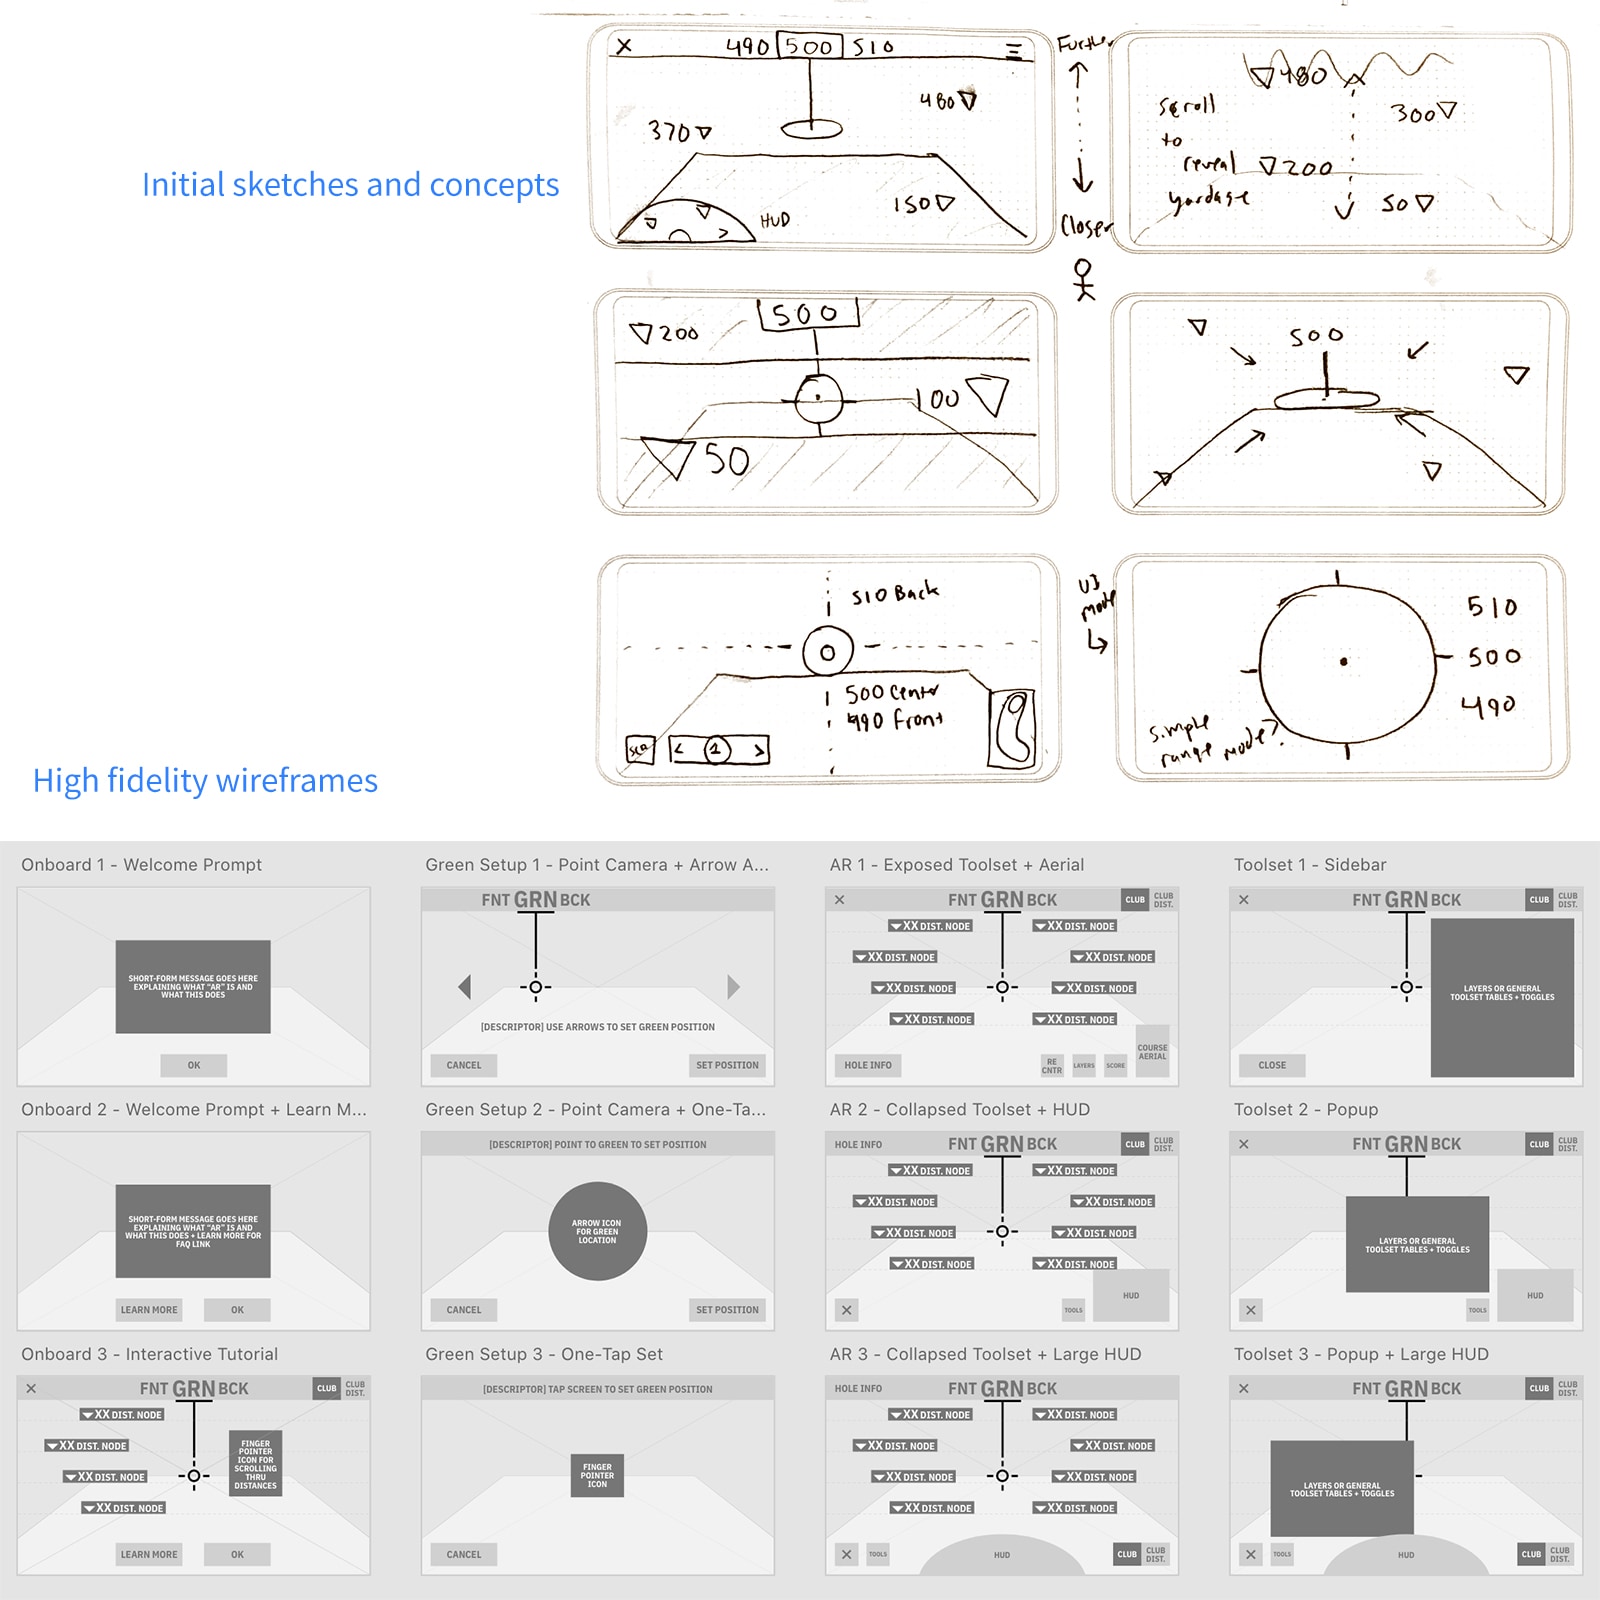 Initial sketches and concepts
X 490 500 510
480
370
150
HUD
Further
Closer
480
scroll
to
reveal
yardage
300
200
50
500
200
100
50
500
510 Back
500 Center
490 Front
< 1 >
V3
mode
510
500
490
simple
range mode?
High fidelity wireframes
Onboard 1 - Welcome Prompt
SHORT-FORM MESSAGE GOES HERE
EXPLAINING WHAT "AR" IS AND
WHAT THIS DOES
OK
Green Setup 1 - Point Camera + Arrow A...
FNT GRN BCK
[DESCRIPTOR] USE ARROWS TO SET GREEN POSITION
CANCEL
SET POSITION
AR 1 - Exposed Toolset + Aerial
✕ FNT GRN BCK CLUB CLUB
DIST.
XX DIST. NODE XX DIST. NODE
XX DIST. NODE XX DIST. NODE
XX DIST. NODE XX DIST. NODE
XX DIST. NODE XX DIST. NODE
HOLE INFO
RE
CNTR
LAYERS
SCORE
COURSE
AERIAL
Toolset 1 - Sidebar
FNT GRN BCK CLUB CLUB
DIST.
LAYERS OR GENERAL
TOOLSET TABLES + TOGGLES
CLOSE
Onboard 2 - Welcome Prompt + Learn M...
SHORT-FORM MESSAGE GOES HERE
EXPLAINING WHAT "AR" IS AND
WHAT THIS DOES + LEARN MORE FOR
FAQ LINK
LEARN MORE
OK
Green Setup 2 - Point Camera + One-Ta...
[DESCRIPTOR] POINT TO GREEN TO SET POSITION
ARROW ICON
FOR GREEN
LOCATION
CANCEL
SET POSITION
AR 2 - Collapsed Toolset + HUD
HOLE INFO FNT GRN BCK CLUB CLUB
DIST.
XX DIST. NODE XX DIST. NODE
XX DIST. NODE XX DIST. NODE
XX DIST. NODE XX DIST. NODE
XX DIST. NODE XX DIST. NODE
✕
TOOLS
HUD
Toolset 2 - Popup
✕ FNT GRN BCK CLUB CLUB
DIST.
LAYERS OR GENERAL
TOOLSET TABLES + TOGGLES
✕
TOOLS
HUD
Onboard 3 - Interactive Tutorial
✕ FNT GRN BCK CLUB CLUB
DIST.
XX DIST. NODE
XX DIST. NODE
XX DIST. NODE
XX DIST. NODE
FINGER
POINTER
ICON FOR
SCROLLING
THRU
DISTANCES
LEARN MORE
OK
Green Setup 3 - One-Tap Set
[DESCRIPTOR] TAP SCREEN TO SET GREEN POSITION
FINGER
POINTER
ICON
CANCEL
AR 3 - Collapsed Toolset + Large HUD
HOLE INFO FNT GRN BCK CLUB CLUB
DIST.
XX DIST. NODE XX DIST. NODE
XX DIST. NODE XX DIST. NODE
XX DIST. NODE XX DIST. NODE
XX DIST. NODE XX DIST. NODE
✕
TOOLS
HUD
CLUB CLUB
DIST.
Toolset 3 - Popup + Large HUD
✕ FNT GRN BCK CLUB CLUB
DIST.
LAYERS OR GENERAL
TOOLSET TABLES + TOGGLES
✕
TOOLS
HUD
CLUB CLUB
DIST.